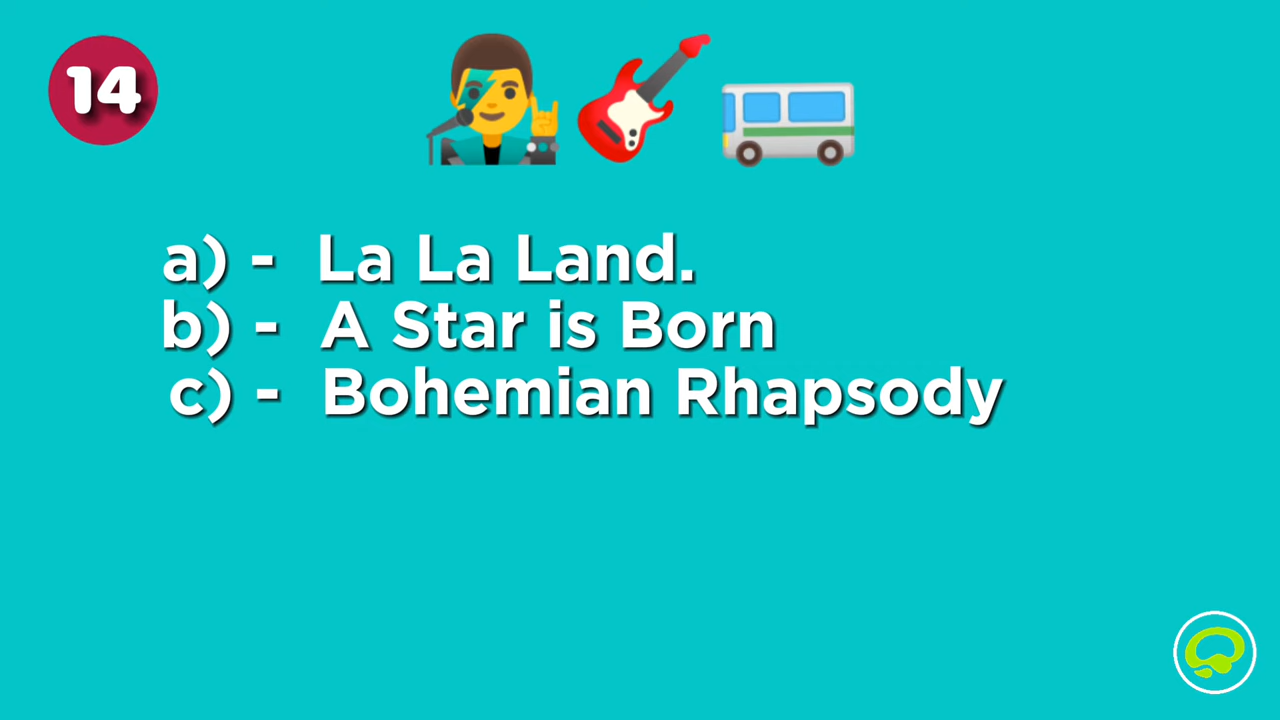 14
a) - La La Land.
b) - A Star is Born
c) - Bohemian Rhapsody